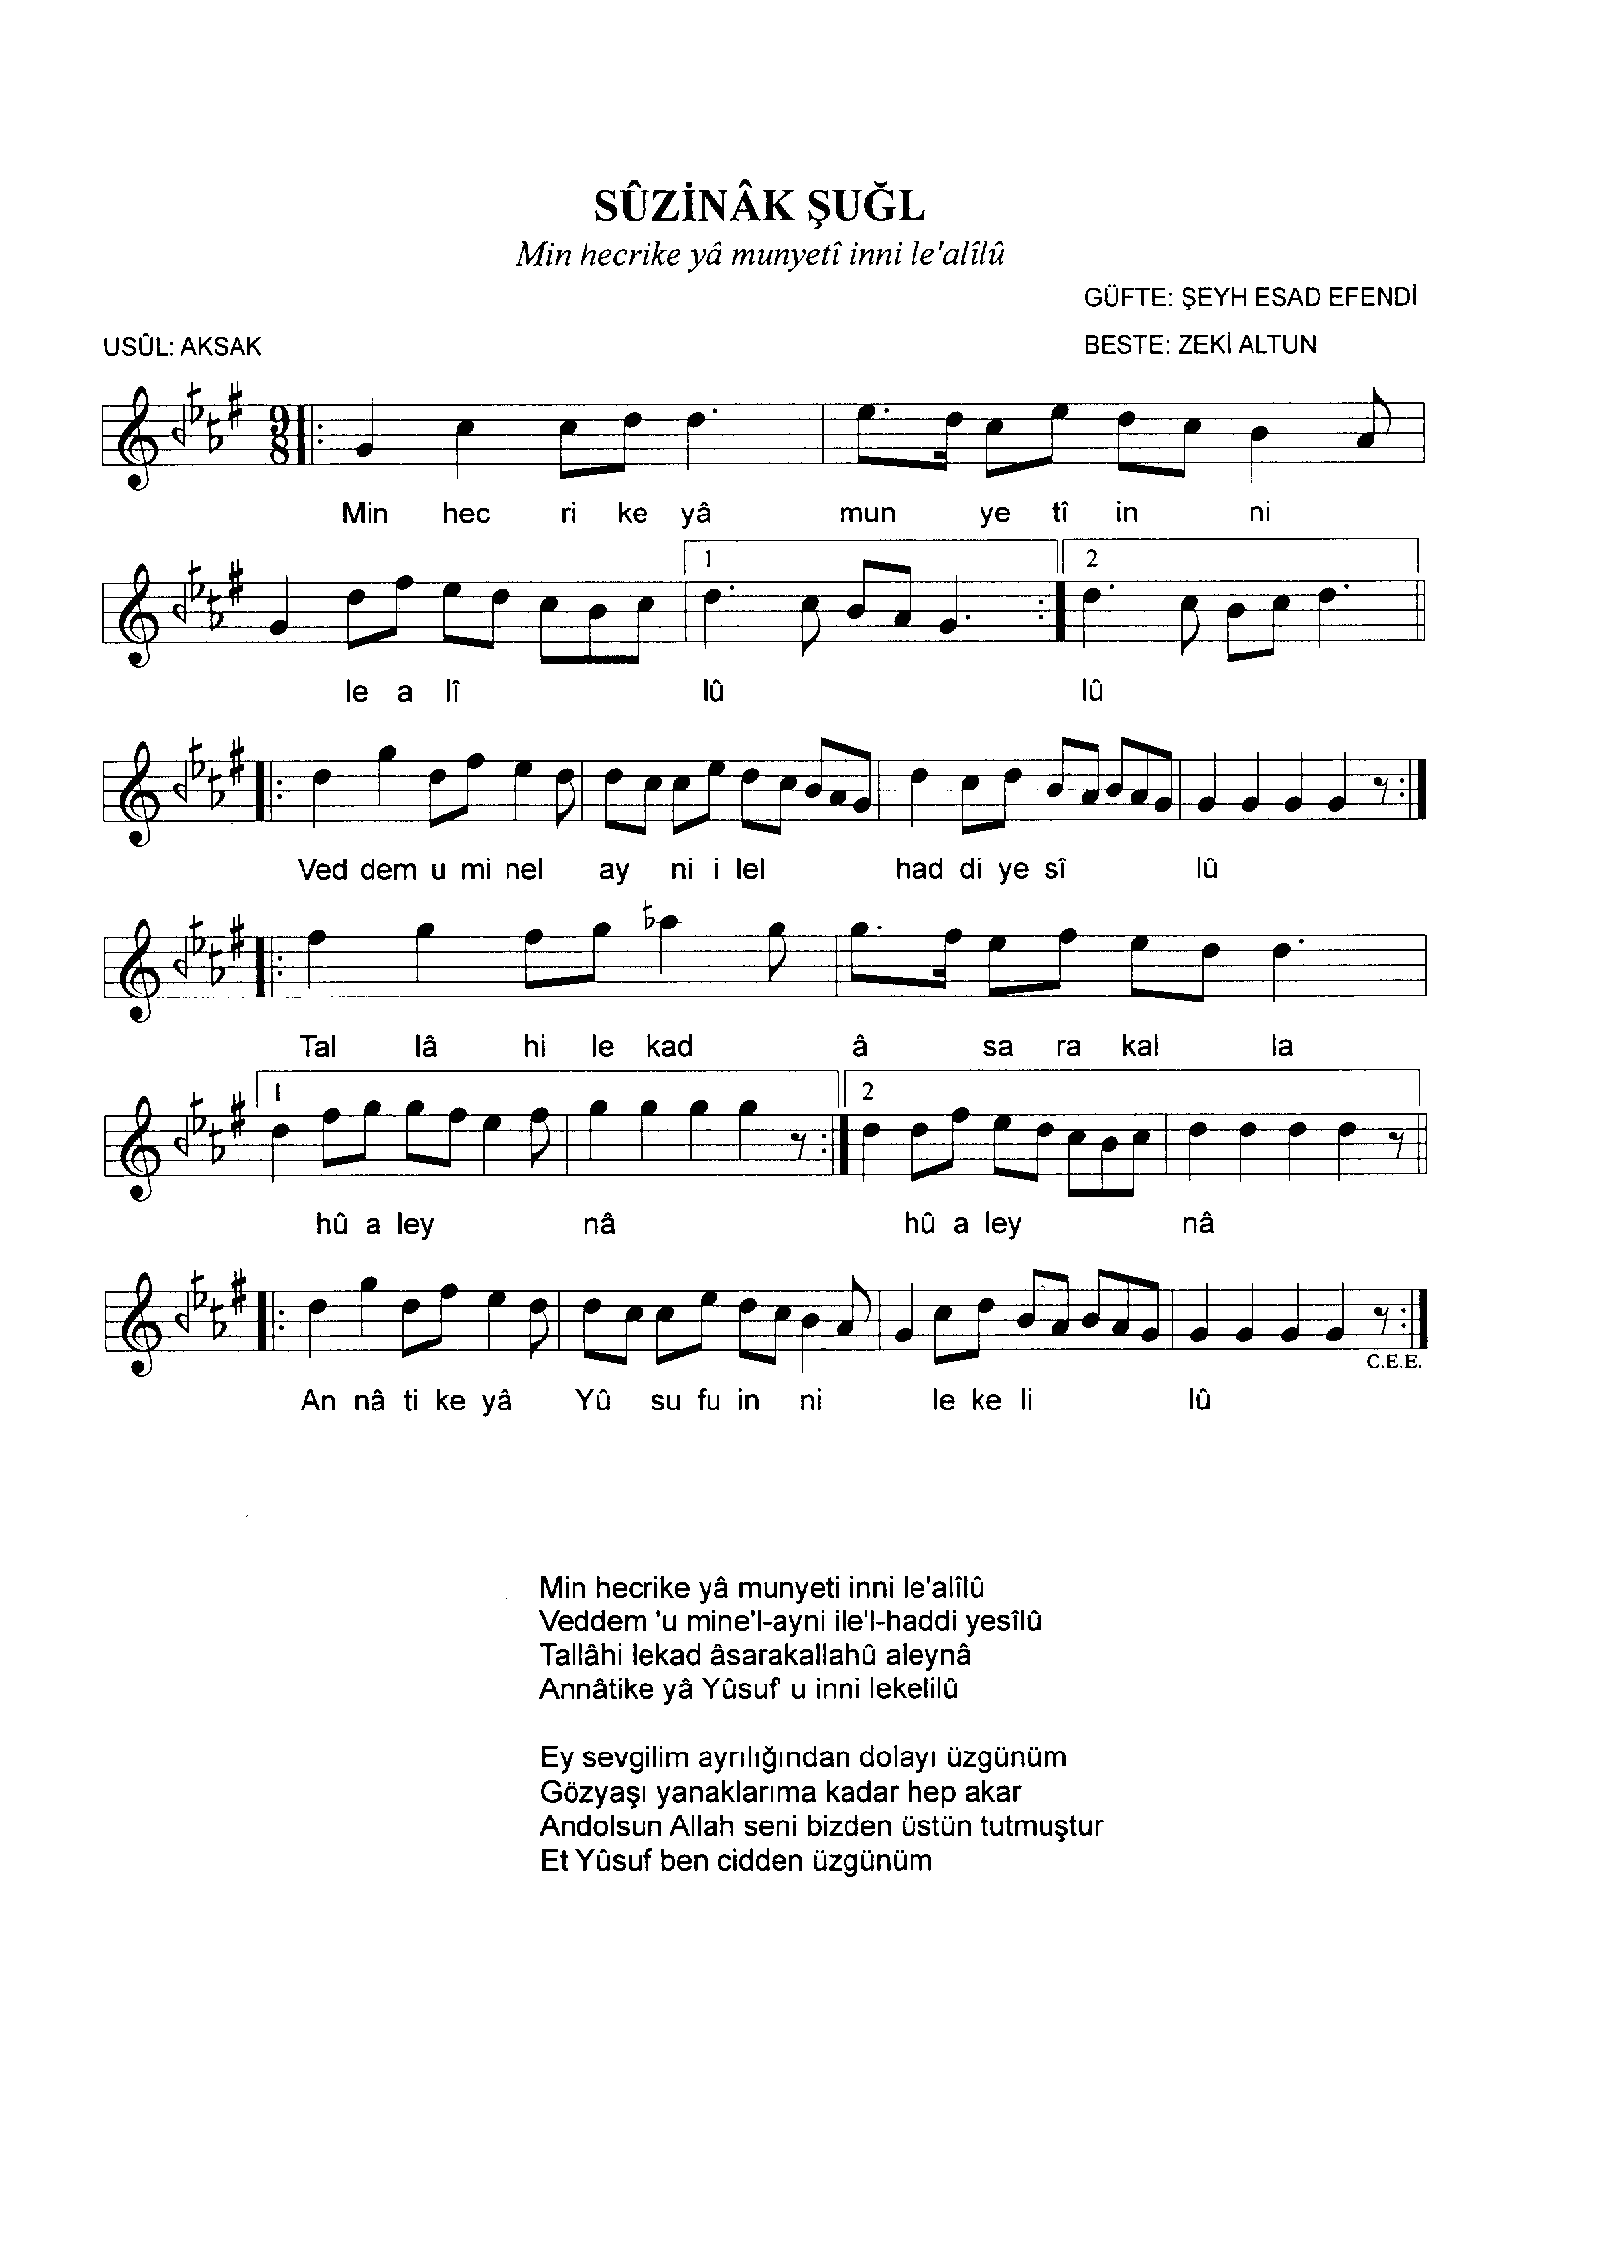 SÛZİNÂK ŞUĞL
Min hecrike yâ munyetî inni le'alîlû
GÜFTE: ŞEYH ESAD EFENDİ
USÛL: AKSAK
BESTE: ZEKİ ALTUN
9
8
Min hec ri ke yâ mun ye tî in ni
1 2
le a lî lû lû
Ved dem u mi nel ay ni i lel had di ye sî lû
Tal lâ hi le kad â sa ra kal la
1 2
hû a ley nâ hû a ley nâ
C.E.E.
An nâ ti ke yâ Yû su fu in ni le ke li lû
Min hecrike yâ munyeti inni le'alîlû
Veddem 'u mine'l-ayni ile'l-haddi yesîlû
Tallâhi lekad âsarakallahû aleynâ
Annâtike yâ Yûsuf' u inni lekelilû
Ey sevgilim ayrılığından dolayı üzgünüm
Gözyaşı yanaklarıma kadar hep akar
Andolsun Allah seni bizden üstün tutmuştur
Et Yûsuf ben cidden üzgünüm